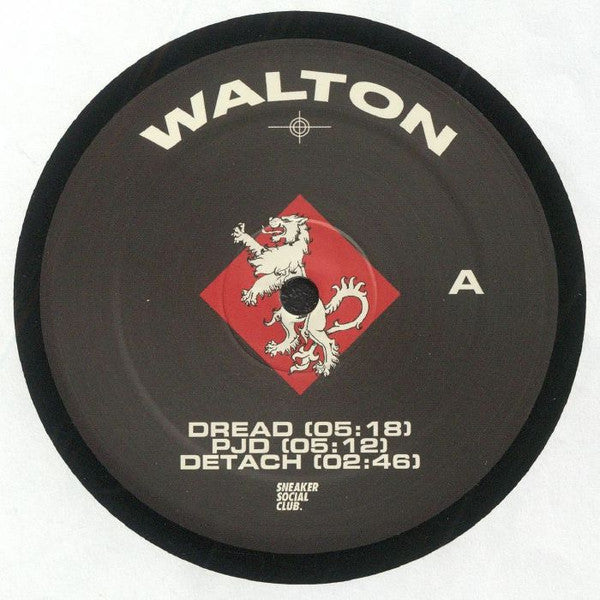 WALTON
A
DREAD (05:18)
PJD (05:12)
DETACH (02:46)
SNEAKER
SOCIAL
CLUB.